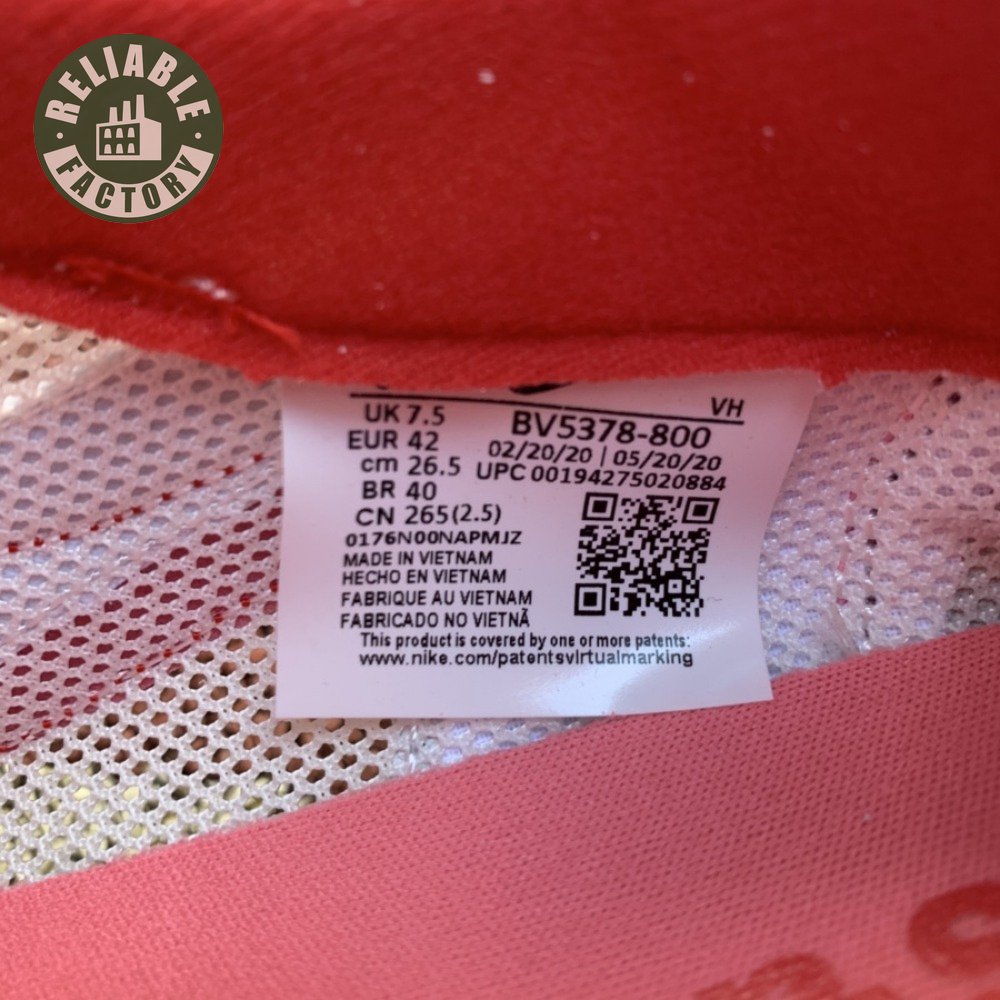 RELIABLE
FACTORY
VH
UK 7.5
BV5378-800
EUR 42
02/20/20 | 05/20/20
cm 26.5
UPC 00194275020884
BR 40
CN 265(2.5)
0176N00NAPMJZ
MADE IN VIETNAM
HECHO EN VIETNAM
FABRIQUE AU VIETNAM
FABRICADO NO VIETNÃ
This product is covered by one or more patents:
www.nike.com/patentsvirtualmarking